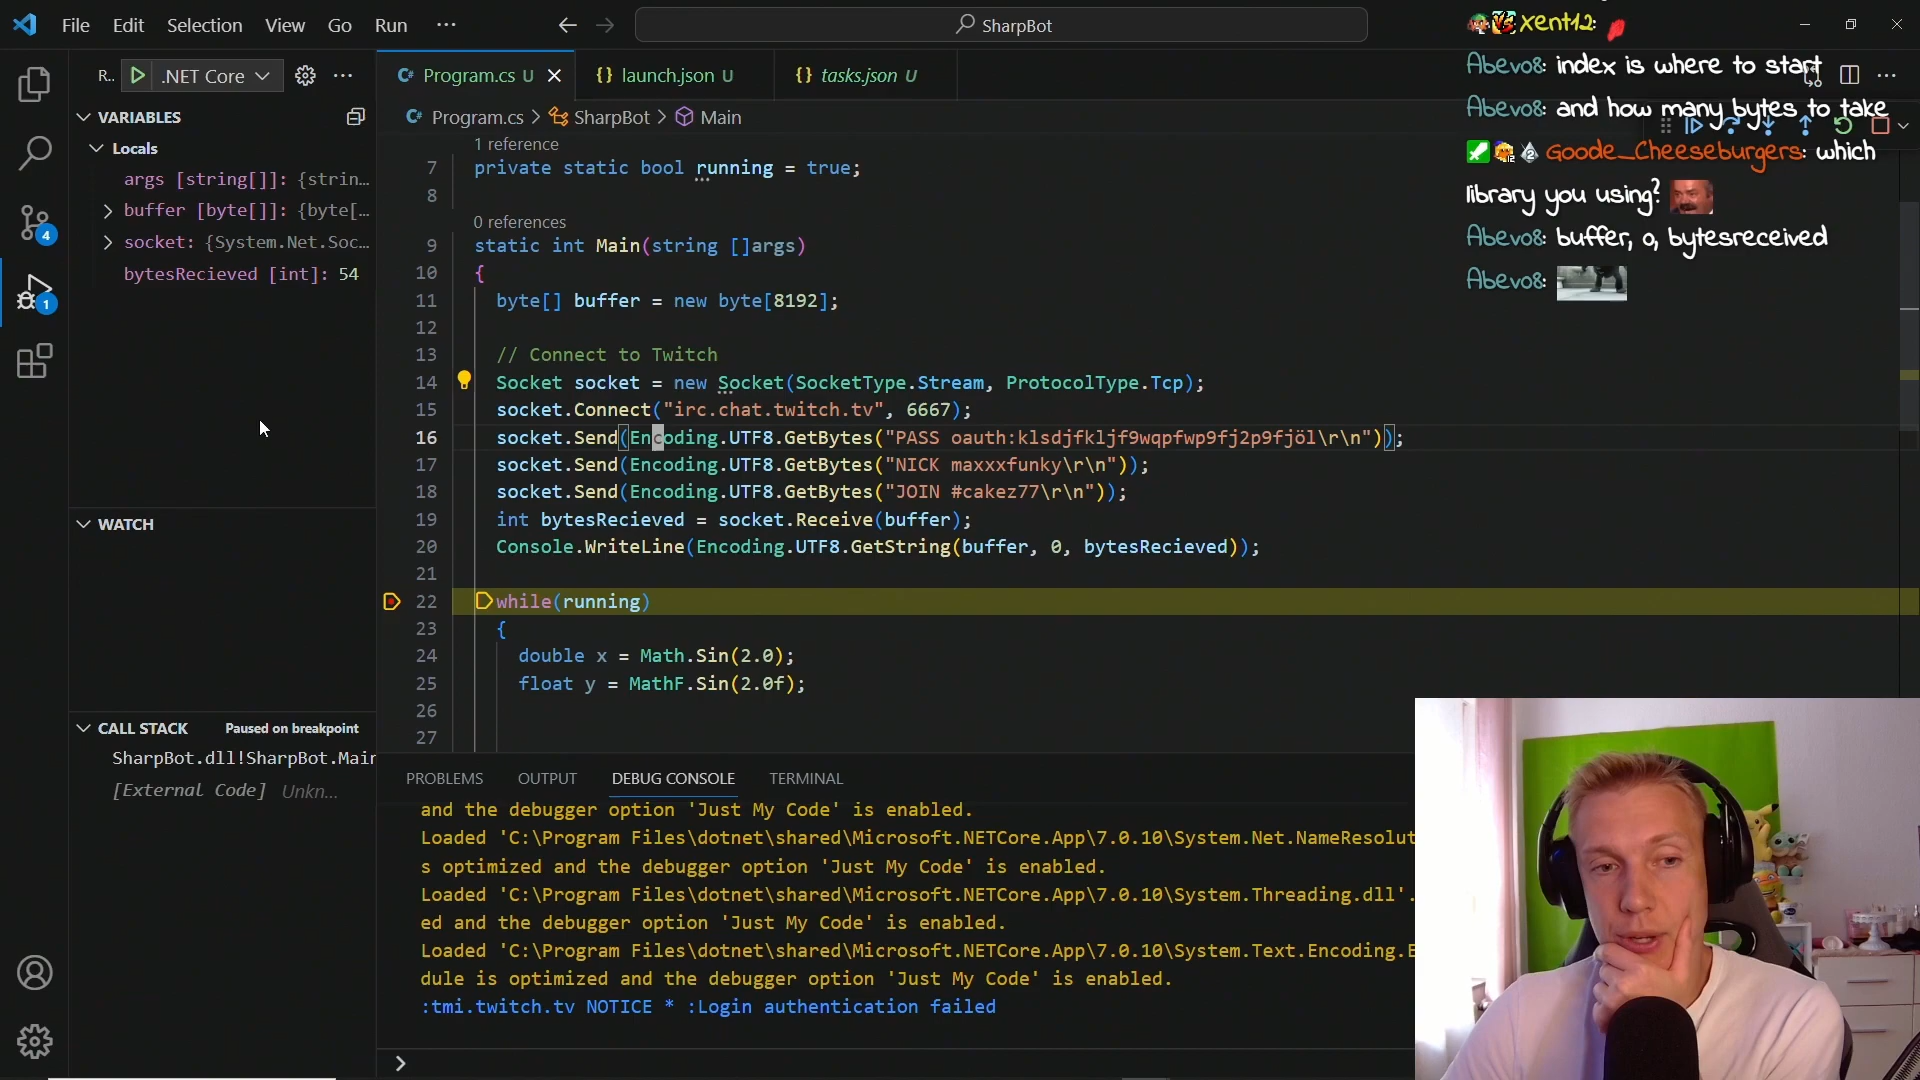 File Edit Selection View Go Run ··· SharpBot
R.. .NET Core ···
Program.cs U launch.json U tasks.json U
Program.cs > SharpBot > Main
VARIABLES
Locals
args [string[]]: {strin…
buffer [byte[]]: {byte[…
socket: {System.Net.Soc…
bytesRecieved [int]: 54
WATCH
CALL STACK Paused on breakpoint
SharpBot.dll!SharpBot.Main
[External Code] Unkn...
4
1
1 reference
7 private static bool running = true;
8
0 references
9 static int Main(string []args)
10 {
11 byte[] buffer = new byte[8192];
12
13 // Connect to Twitch
14 Socket socket = new Socket(SocketType.Stream, ProtocolType.Tcp);
15 socket.Connect("irc.chat.twitch.tv", 6667);
16 socket.Send(Encoding.UTF8.GetBytes("PASS oauth:klsdjfkljf9wqpfwp9fj2p9fjöl\r\n"));
17 socket.Send(Encoding.UTF8.GetBytes("NICK maxxxfunky\r\n"));
18 socket.Send(Encoding.UTF8.GetBytes("JOIN #cakez77\r\n"));
19 int bytesRecieved = socket.Receive(buffer);
20 Console.WriteLine(Encoding.UTF8.GetString(buffer, 0, bytesRecieved));
21
22 while(running)
23 {
24 double x = Math.Sin(2.0);
25 float y = MathF.Sin(2.0f);
26
27
PROBLEMS OUTPUT DEBUG CONSOLE TERMINAL
and the debugger option 'Just My Code' is enabled.
Loaded 'C:\Program Files\dotnet\shared\Microsoft.NETCore.App\7.0.10\System.Net.NameResolut
s optimized and the debugger option 'Just My Code' is enabled.
Loaded 'C:\Program Files\dotnet\shared\Microsoft.NETCore.App\7.0.10\System.Threading.dll'.
ed and the debugger option 'Just My Code' is enabled.
Loaded 'C:\Program Files\dotnet\shared\Microsoft.NETCore.App\7.0.10\System.Text.Encoding.E
dule is optimized and the debugger option 'Just My Code' is enabled.
:tmi.twitch.tv NOTICE * :Login authentication failed
xent12:
Abevo8: index is where to start
Abevo8: and how many bytes to take
Goode_Cheeseburgers: which
library you using?
Abevo8: buffer, 0, bytesreceived
Abevo8: